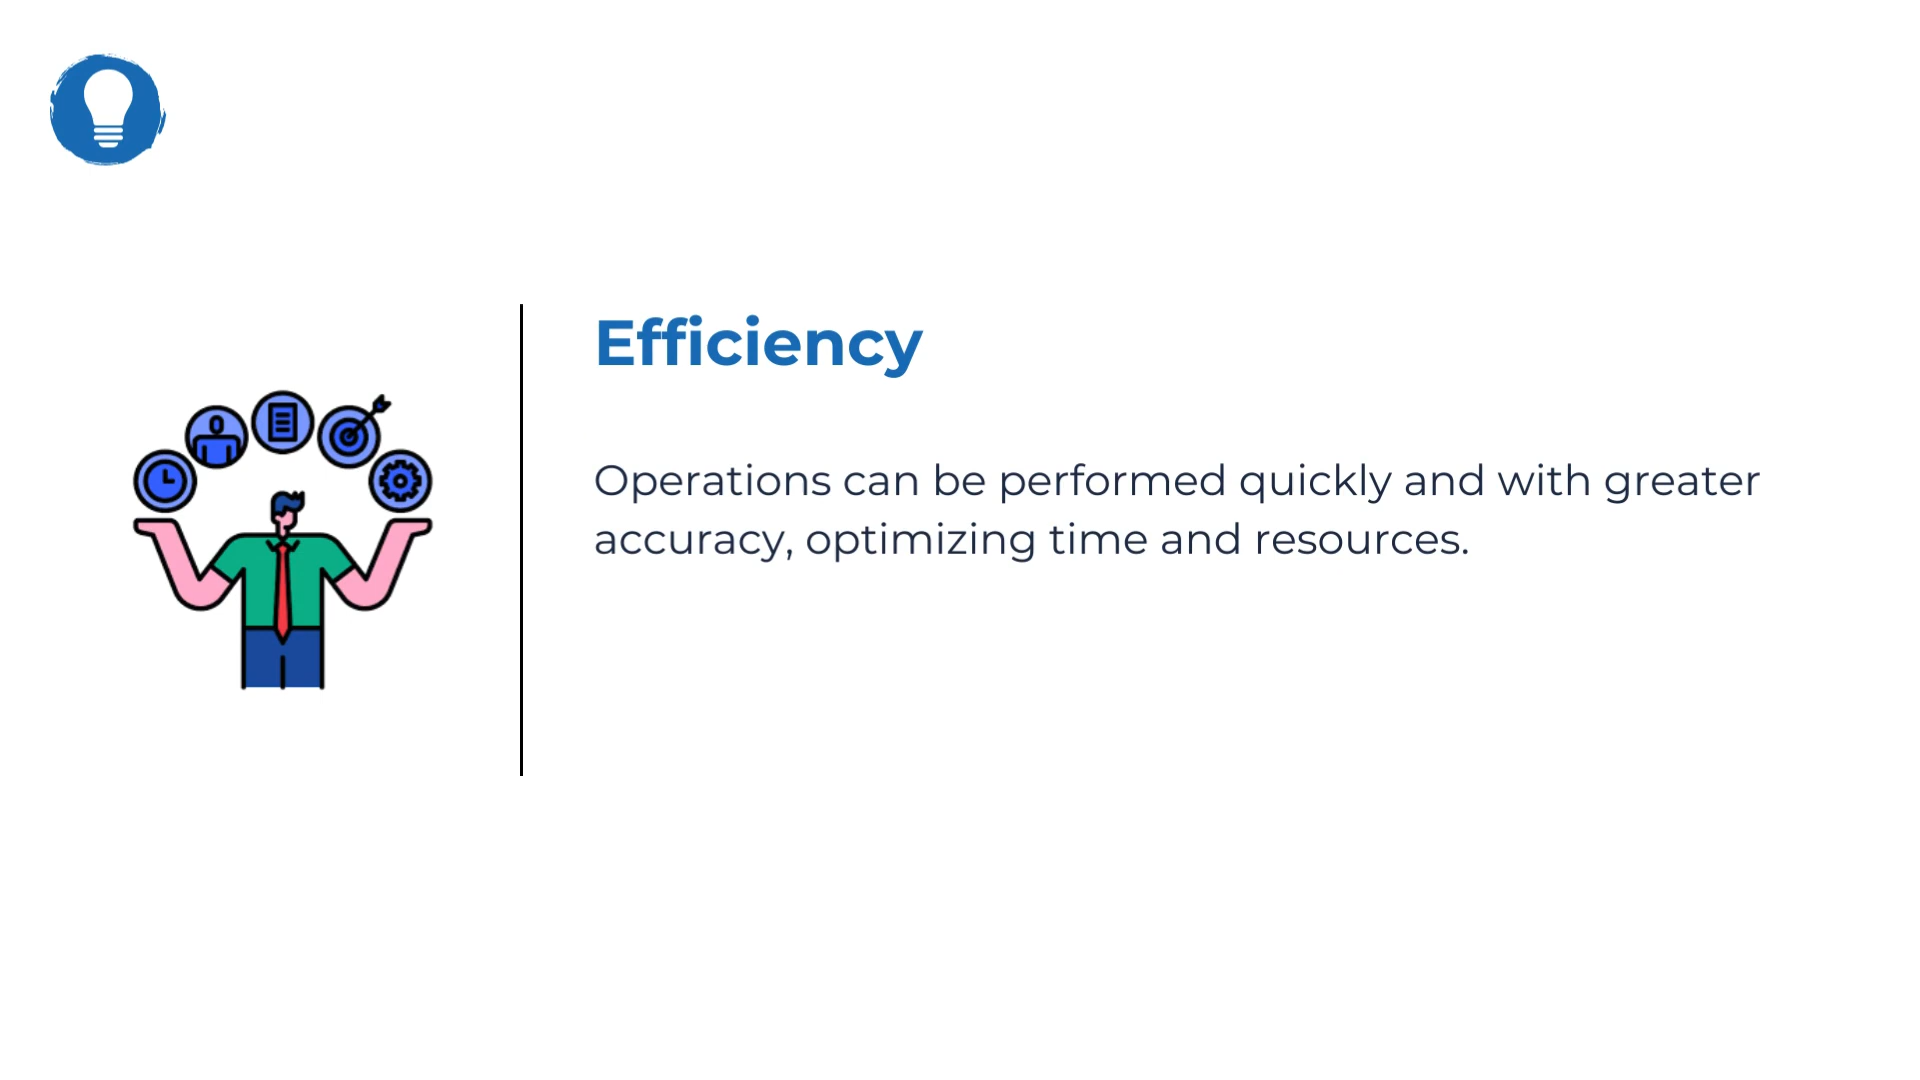 Efficiency
Operations can be performed quickly and with greater
accuracy, optimizing time and resources.